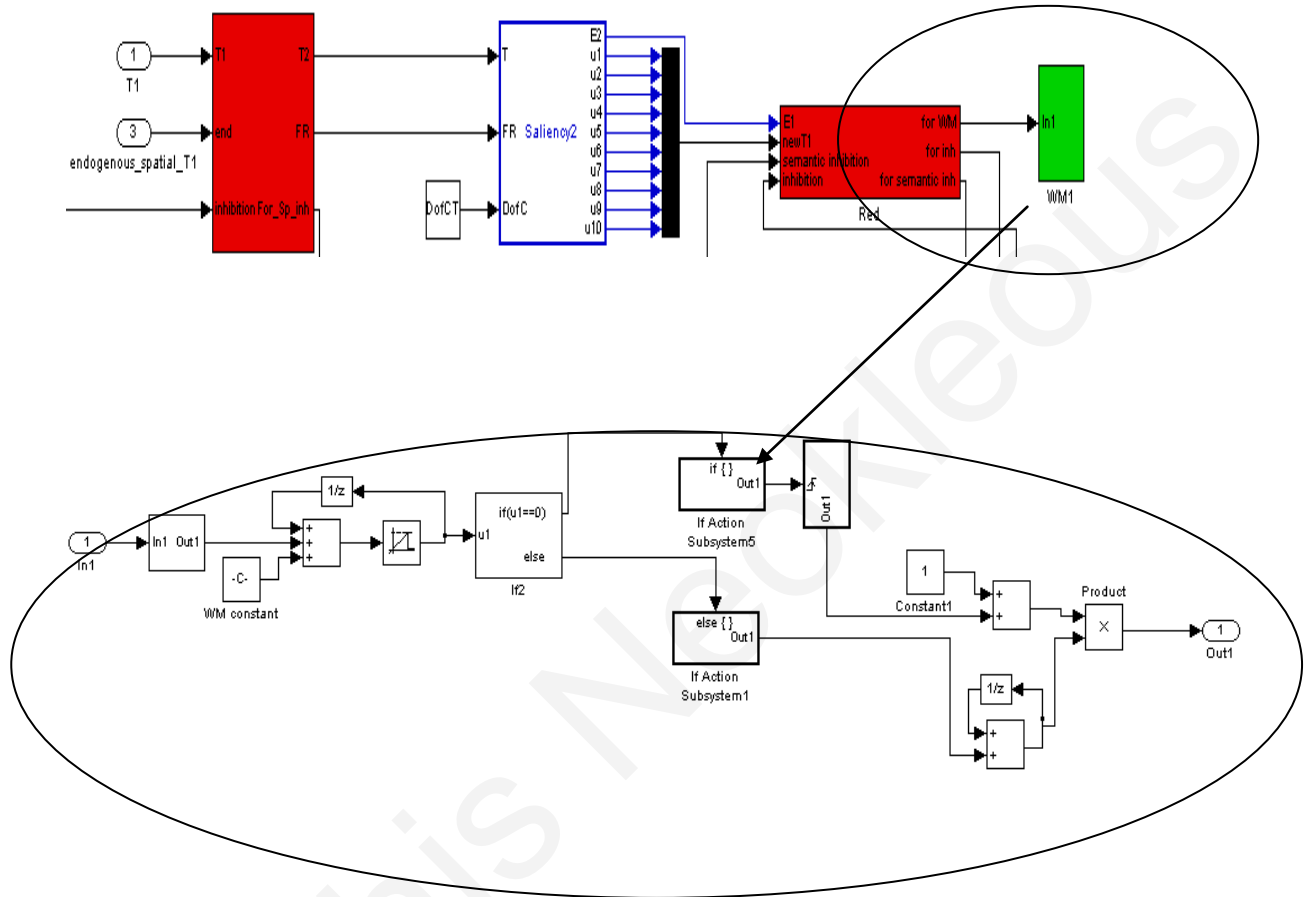 1
T1
3
endogenous_spatial_T1
T1
end
inhibition
T2
FR
For_Sp_inh
T
FR
DofC
Saliency2
DofCT
E2
u1
u2
u3
u4
u5
u6
u7
u8
u9
u10
E1
newT1
semantic inhibition
inhibition
for WM
for inh
for semantic inh
Red
In1
WM1
1
In1
In1 Out1
-C-
WM constant
1/z
+
+
+
u1
if(u1==0)
else
If2
if { }
Out1
If Action
Subsystem5
Out1
else { }
Out1
If Action
Subsystem1
1
Constant1
+
+
1/z
+
+
Product
X
1
Out1
Neokleous